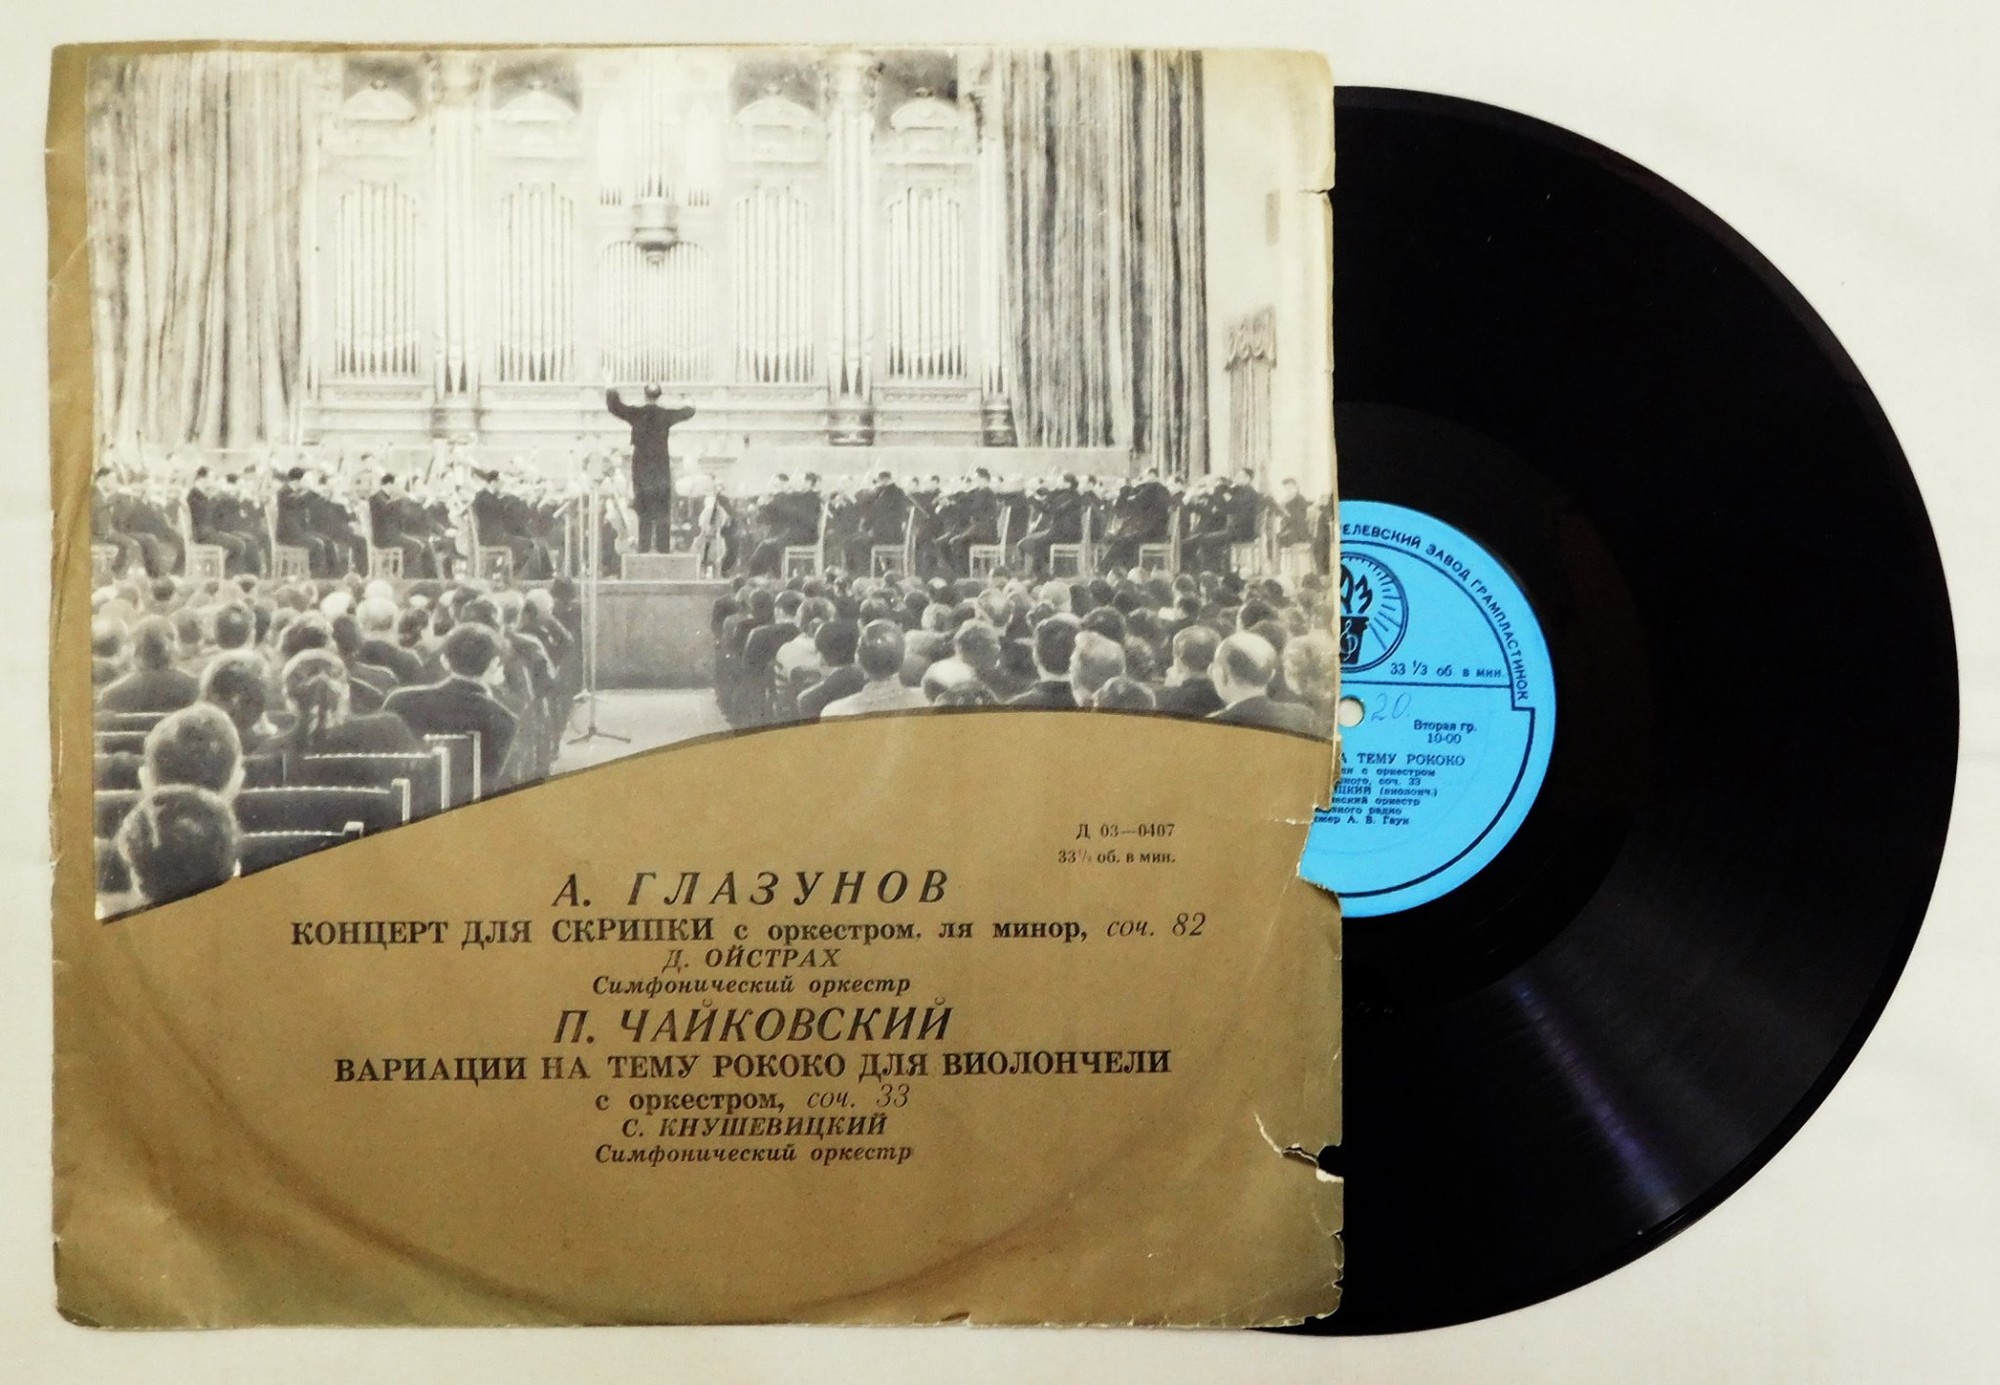 Д 03—0407
33⅓ об. в мин.
А. ГЛАЗУНОВ
КОНЦЕРТ ДЛЯ СКРИПКИ с оркестром, ля минор, соч. 82
Д. ОЙСТРАХ
Симфонический оркестр
П. ЧАЙКОВСКИЙ
ВАРИАЦИИ НА ТЕМУ РОКОКО ДЛЯ ВИОЛОНЧЕЛИ
с оркестром, соч. 33
С. КНУШЕВИЦКИЙ
Симфонический оркестр
ЕЛЕВСКИЙ ЗАВОД ГРАМПЛАСТИНОК
33 ⅓ об. в мин.
20.
Вторая гр.
10-00
ТЕМУ РОКОКО
с оркестром
соч. 33
ЦКИЙ (виолонч.)
оркестр
радио
А. В. Гаук